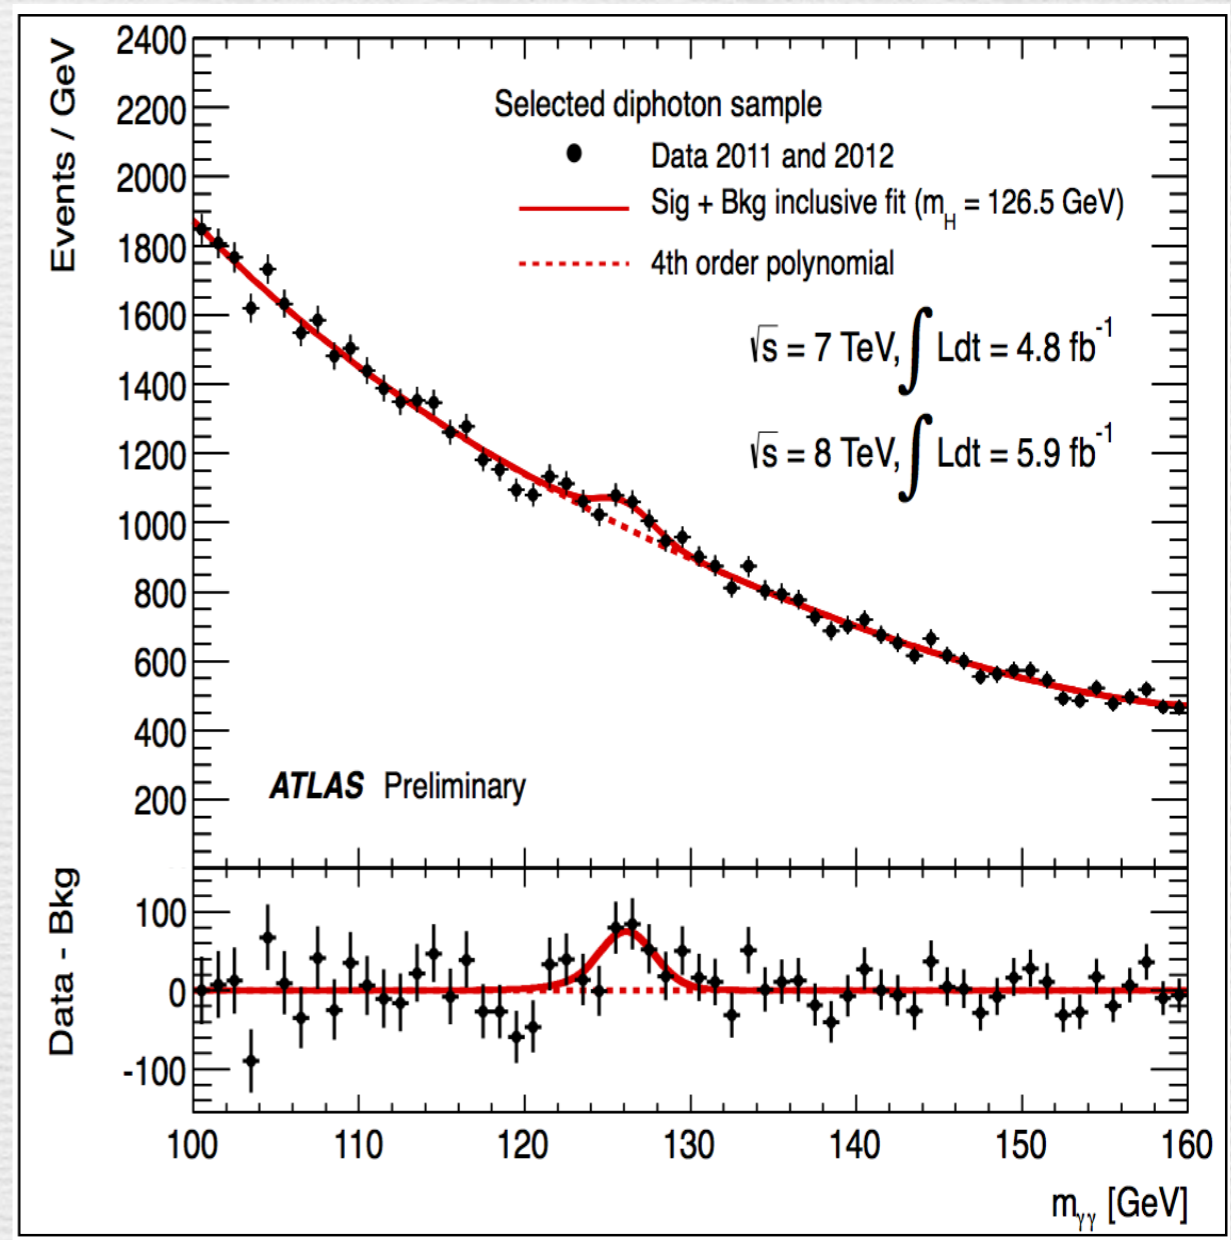 Events / GeV
2400
2200
2000
1800
1600
1400
1200
1000
800
600
400
200
Selected diphoton sample
Data 2011 and 2012
Sig + Bkg inclusive fit (m_H = 126.5 GeV)
4th order polynomial
√s = 7 TeV, ∫ Ldt = 4.8 fb⁻¹
√s = 8 TeV, ∫ Ldt = 5.9 fb⁻¹
ATLAS Preliminary
Data - Bkg
100
0
-100
100 110 120 130 140 150 160
m_γγ [GeV]